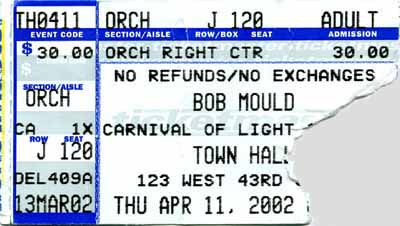 TH0411 ORCH J 120 ADULT
EVENT CODE SECTION/AISLE ROW/BOX SEAT ADMISSION
$ 30.00 ORCH RIGHT CTR 30.00
SECTION/AISLE NO REFUNDS/NO EXCHANGES
ORCH BOB MOULD
CA 1X CARNIVAL OF LIGHT
ROW SEAT
J 120 TOWN HALL
DEL409A 123 WEST 43RD
13MAR02 THU APR 11, 2002